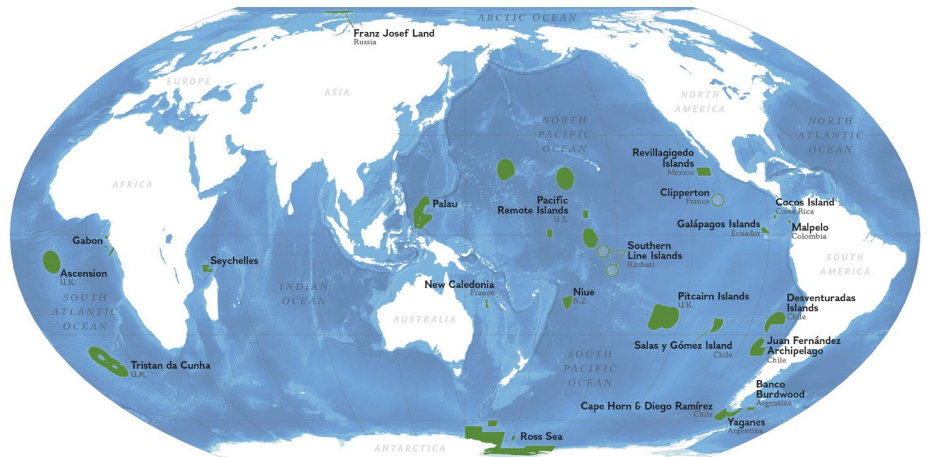 ARCTIC OCEAN
Franz Josef Land
Russia
EUROPE
ASIA
NORTH
AMERICA
NORTH
PACIFIC
OCEAN
NORTH
ATLANTIC
OCEAN
AFRICA
Revillagigedo
Islands
Mexico
Clipperton
France
Palau
Pacific
Remote Islands
U.S.
Cocos Island
Costa Rica
Galápagos Islands
Ecuador
Malpelo
Colombia
Gabon
Southern
Line Islands
Kiribati
Ascension
U.K.
Seychelles
SOUTH
AMERICA
SOUTH
ATLANTIC
OCEAN
INDIAN
OCEAN
New Caledonia
France
Niue
N.Z.
Pitcairn Islands
U.K.
Desventuradas
Islands
Chile
AUSTRALIA
Salas y Gómez Island
Chile
Juan Fernández
Archipelago
Chile
Tristan da Cunha
U.K.
SOUTH
PACIFIC
OCEAN
Banco
Burdwood
Argentina
Cape Horn & Diego Ramírez
Chile
Yaganes
Argentina
Ross Sea
ANTARCTICA